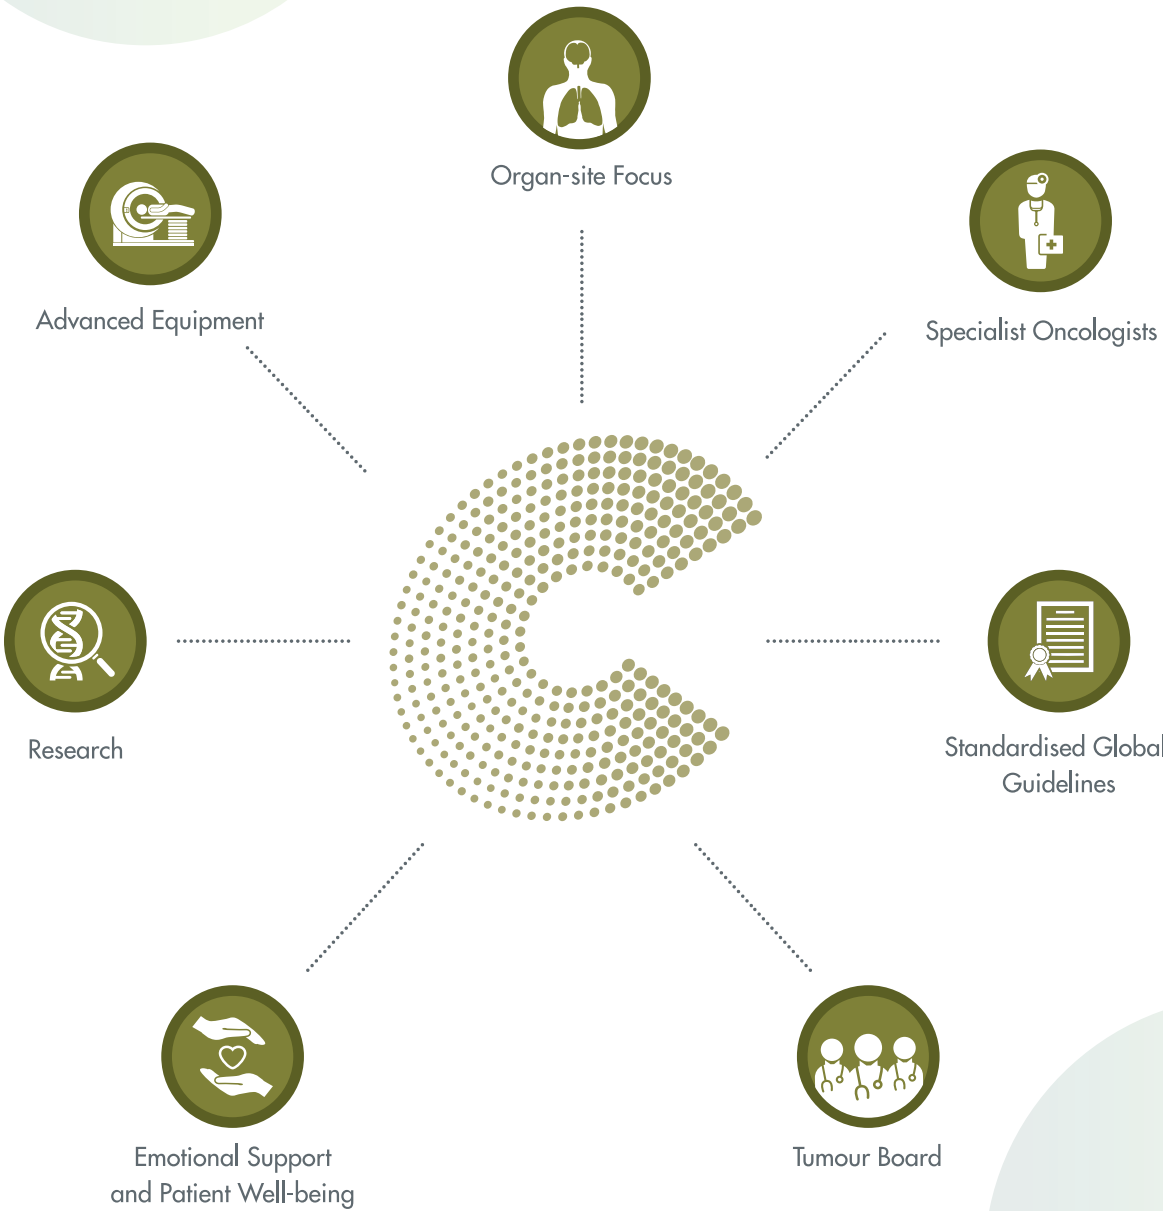 Organ-site Focus
Advanced Equipment
Specialist Oncologists
Research
Standardised Global
Guidelines
Emotional Support
and Patient Well-being
Tumour Board